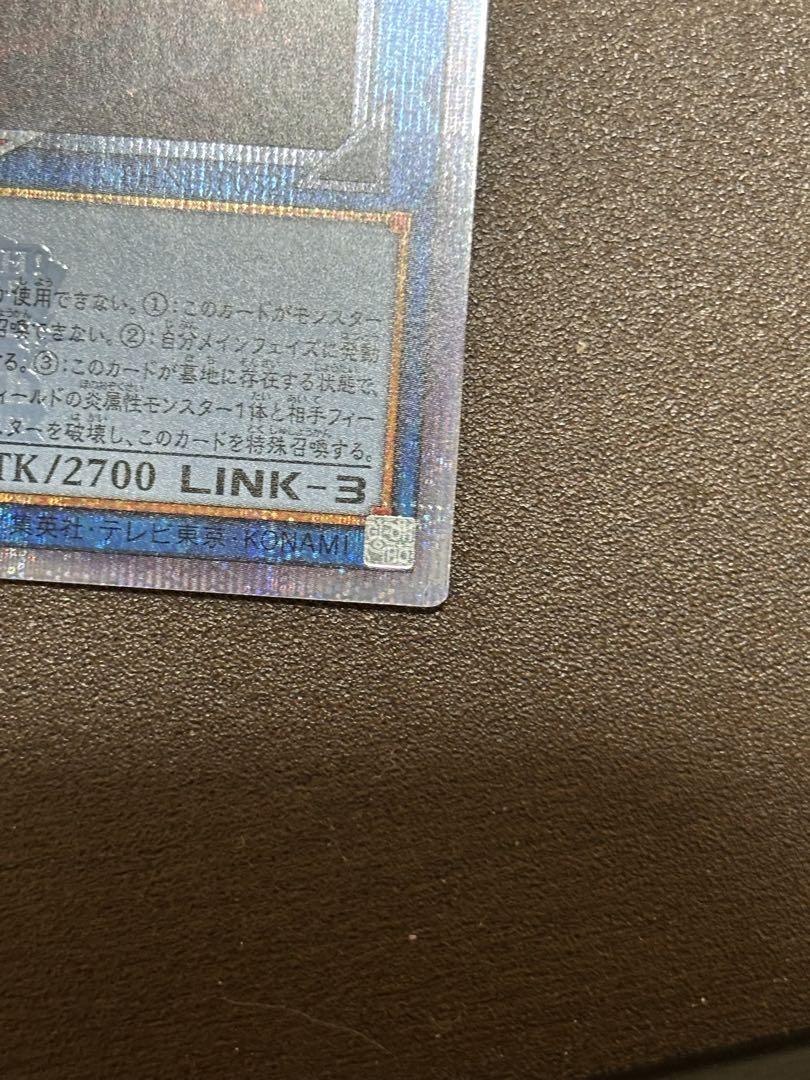 使用できない。①：このカードがモンスター
召喚できない。②：自分メインフェイズに発動
る。③：このカードが墓地に存在する状態で、
ィールドの炎属性モンスター1体と相手フィー
スターを破壊し、このカードを特殊召喚する。
TK/2700 LINK-3
集英社・テレビ東京・KONAMI